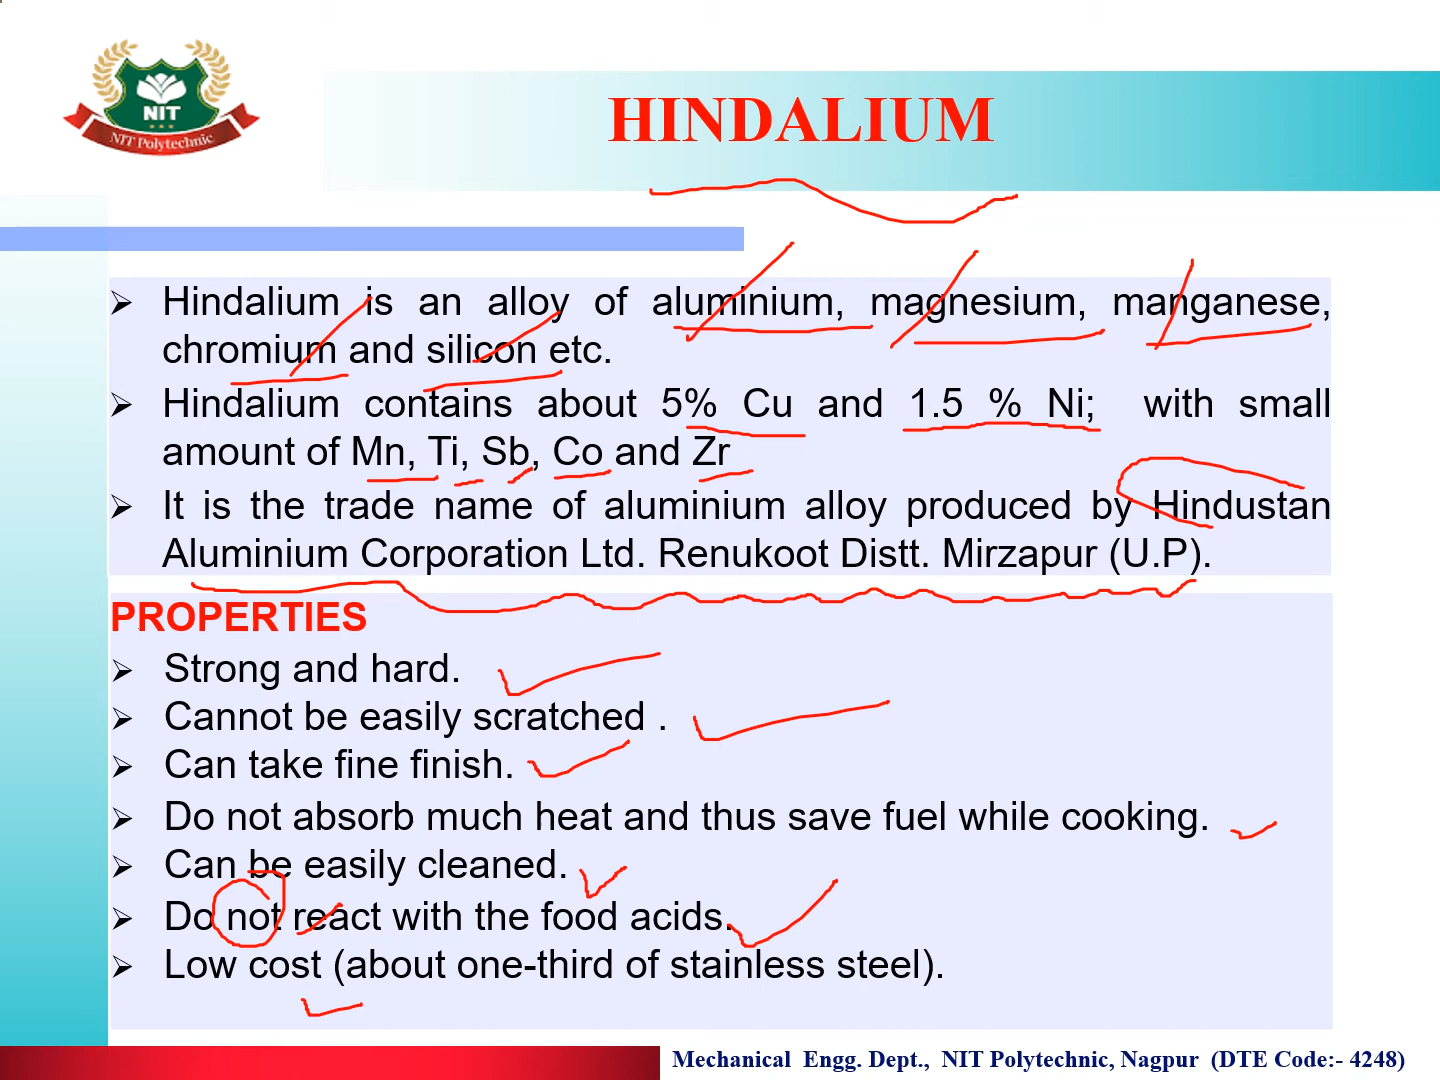 NIT
NIT Polytechnic
HINDALIUM
Hindalium is an alloy of aluminium, magnesium, manganese,
chromium and silicon etc.
Hindalium contains about 5% Cu and 1.5 % Ni; with small
amount of Mn, Ti, Sb, Co and Zr
It is the trade name of aluminium alloy produced by Hindustan
Aluminium Corporation Ltd. Renukoot Distt. Mirzapur (U.P).
PROPERTIES
Strong and hard.
Cannot be easily scratched .
Can take fine finish.
Do not absorb much heat and thus save fuel while cooking.
Can be easily cleaned.
Do not react with the food acids.
Low cost (about one-third of stainless steel).
Mechanical Engg. Dept., NIT Polytechnic, Nagpur (DTE Code:- 4248)